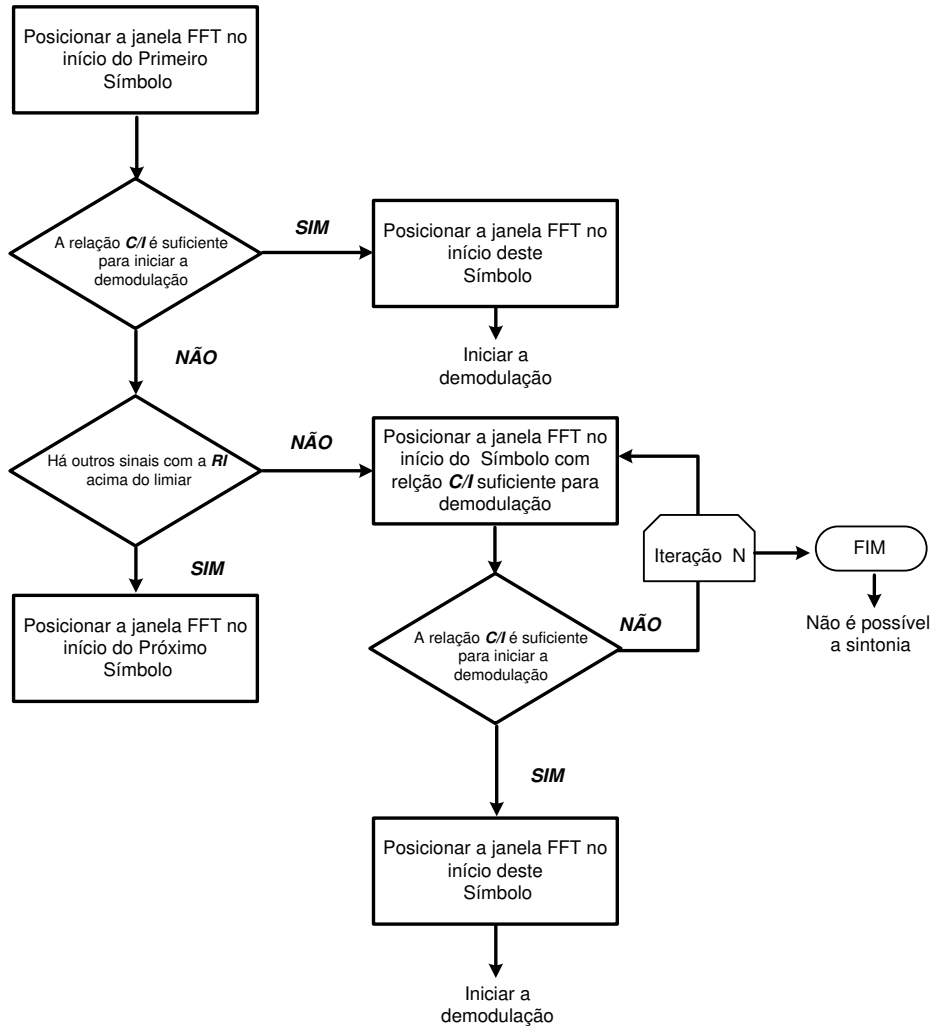 Posicionar a janela FFT no
início do Primeiro
Símbolo
A relação C/I é suficiente
para iniciar a
demodulação
SIM
Posicionar a janela FFT no
início deste
Símbolo
Iniciar a
demodulação
NÃO
Há outros sinais com a RI
acima do limiar
NÃO
Posicionar a janela FFT no
início do Símbolo com
relção C/I suficiente para
demodulação
Iteração N
FIM
Não é possível
a sintonia
SIM
Posicionar a janela FFT no
início do Próximo
Símbolo
A relação C/I é suficiente
para iniciar a
demodulação
NÃO
SIM
Posicionar a janela FFT no
início deste
Símbolo
Iniciar a
demodulação